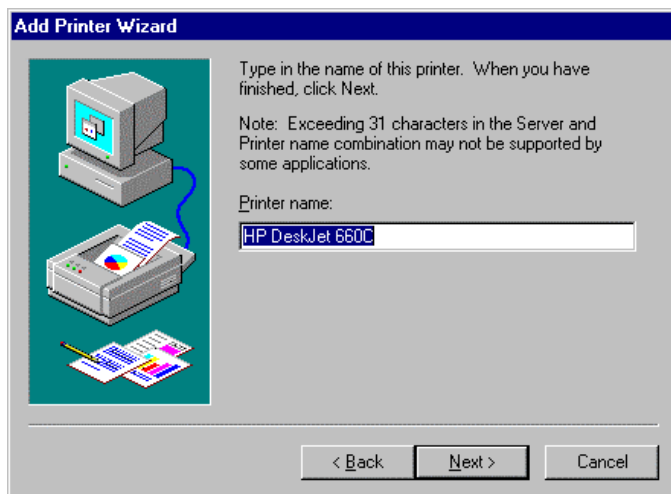 Add Printer Wizard
Type in the name of this printer. When you have
finished, click Next.
Note: Exceeding 31 characters in the Server and
Printer name combination may not be supported by
some applications.
Printer name:
HP DeskJet 660C
< Back
Next >
Cancel